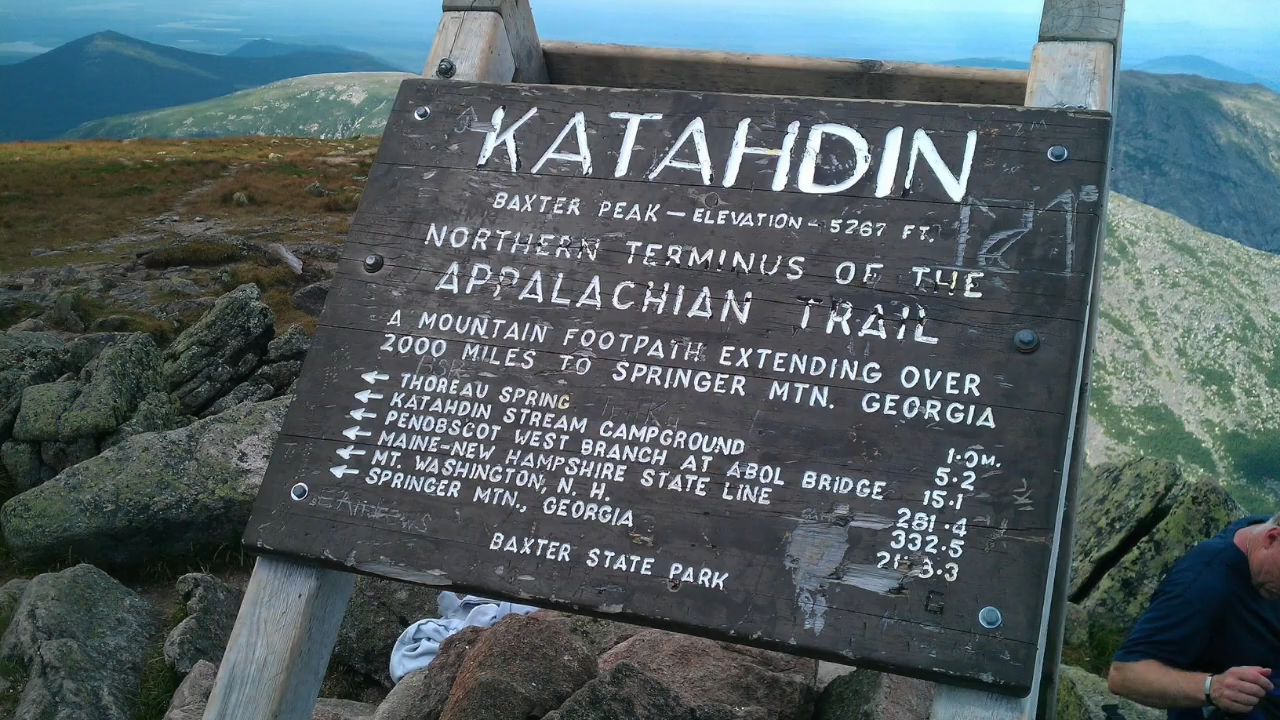 KATAHDIN
BAXTER PEAK — ELEVATION — 5267 FT.
NORTHERN TERMINUS OF THE
APPALACHIAN TRAIL
A MOUNTAIN FOOTPATH EXTENDING OVER
2000 MILES TO SPRINGER MTN. GEORGIA
← THOREAU SPRING 1.0 M.
← KATAHDIN STREAM CAMPGROUND 5.2
← PENOBSCOT WEST BRANCH AT ABOL BRIDGE 15.1
← MAINE-NEW HAMPSHIRE STATE LINE 281.4
← MT. WASHINGTON, N. H. 332.5
← SPRINGER MTN., GEORGIA
BAXTER STATE PARK